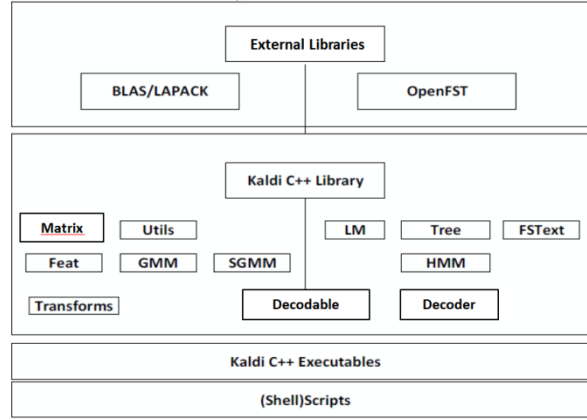 External Libraries
BLAS/LAPACK OpenFST
Kaldi C++ Library
Matrix Utils LM Tree FSText
Feat GMM SGMM HMM
Transforms Decodable Decoder
Kaldi C++ Executables
(Shell)Scripts